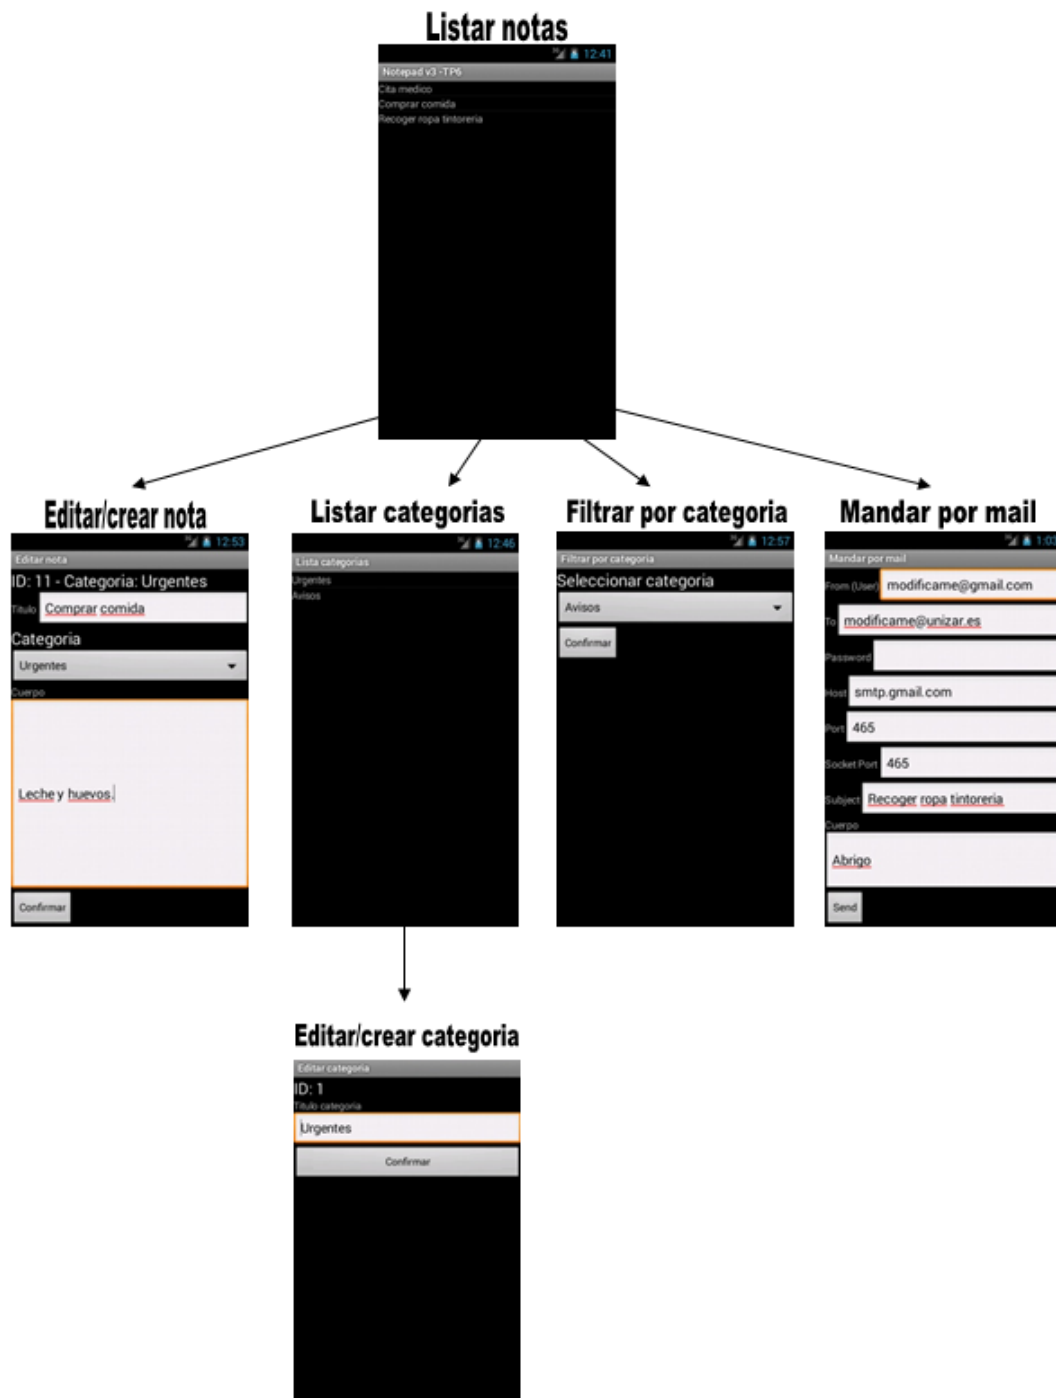 Listar notas
12:41
Notepad v3 -TP6
Cita medico
Comprar comida
Recoger ropa tintoreria
Editar/crear nota
12:53
Editar nota
ID: 11 - Categoria: Urgentes
Titulo Comprar comida
Categoria
Urgentes
Cuerpo
Leche y huevos.
Confirmar
Listar categorias
12:46
Lista categorias
Urgentes
Avisos
Filtrar por categoria
12:57
Filtrar por categoria
Seleccionar categoria
Avisos
Confirmar
Mandar por mail
1:03
Mandar por mail
From (User) modificame@gmail.com
To modificame@unizar.es
Password
Host smtp.gmail.com
Port 465
Socket Port 465
Subject Recoger ropa tintoreria
Cuerpo
Abrigo
Send
Editar/crear categoria
Editar categoria
ID: 1
Titulo categoria
Urgentes
Confirmar